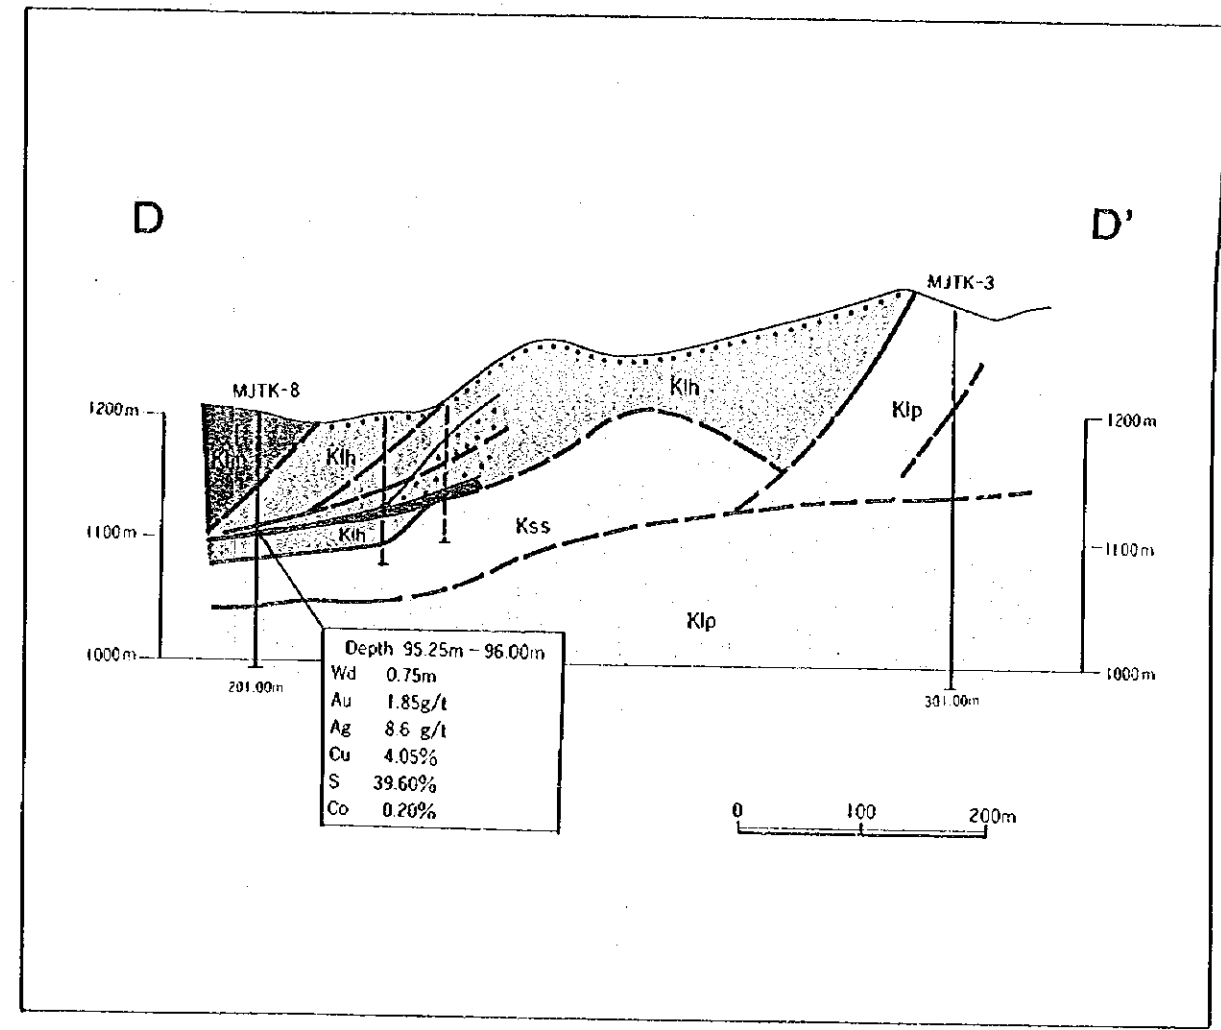 D
D'
MJTK-3
MJTK-8
Klh
Klp
1200m
1200m
Klh
Klh
Kss
1100m
1100m
Klp
1000m
1000m
201.00m
301.00m
Depth 95.25m - 96.00m
Wd 0.75m
Au 1.85g/t
Ag 8.6 g/t
Cu 4.05%
S 39.60%
Co 0.20%
0 100 200m